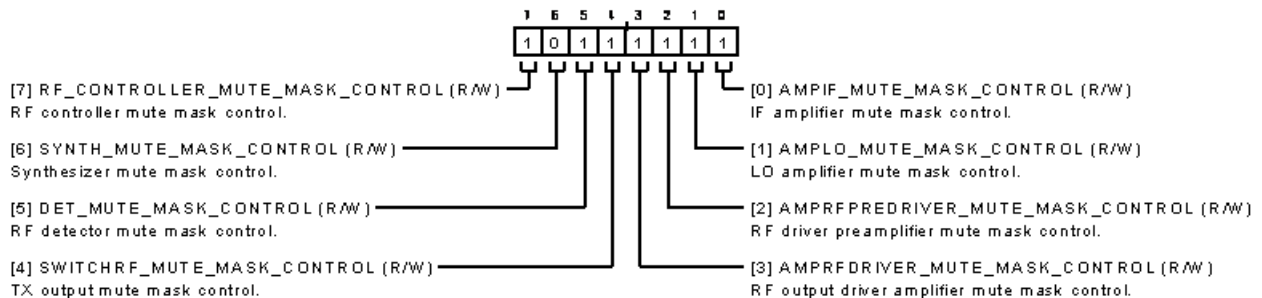 7 6 5 4 3 2 1 0
1 0 1 1 1 1 1 1
[7] RF_CONTROLLER_MUTE_MASK_CONTROL (R/W)
RF controller mute mask control.
[6] SYNTH_MUTE_MASK_CONTROL (R/W)
Synthesizer mute mask control.
[5] DET_MUTE_MASK_CONTROL (R/W)
RF detector mute mask control.
[4] SWITCHRF_MUTE_MASK_CONTROL (R/W)
TX output mute mask control.
[0] AMPIF_MUTE_MASK_CONTROL (R/W)
IF amplifier mute mask control.
[1] AMPLO_MUTE_MASK_CONTROL (R/W)
LO amplifier mute mask control.
[2] AMPRFPREDRIVER_MUTE_MASK_CONTROL (R/W)
RF driver preamplifier mute mask control.
[3] AMPRFDRIVER_MUTE_MASK_CONTROL (R/W)
RF output driver amplifier mute mask control.